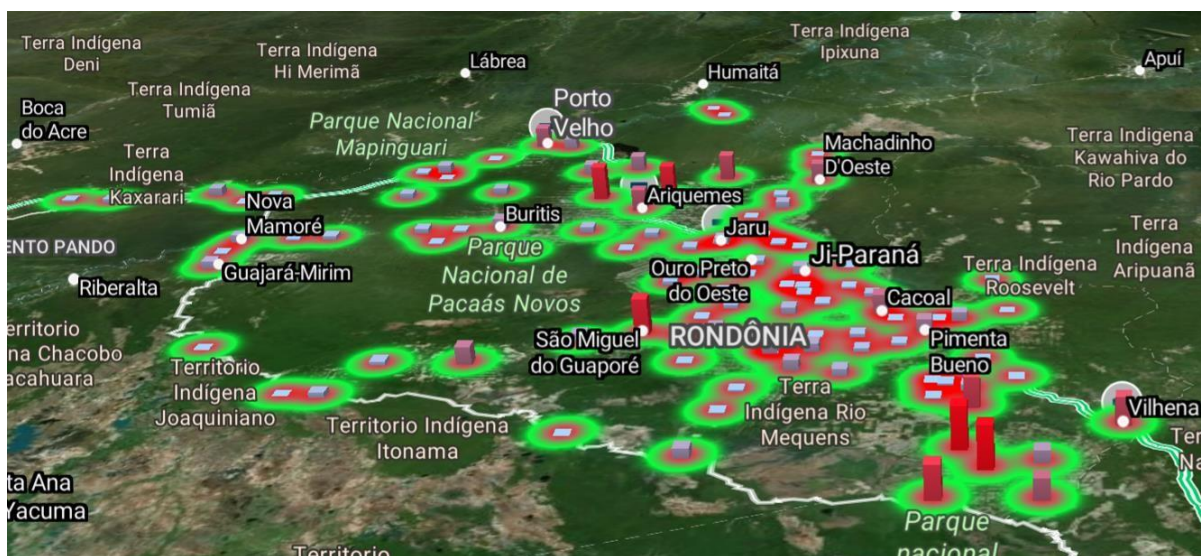 Terra Indígena
Deni
Terra Indígena
Hi Merimã
Lábrea
Terra Indígena
Ipixuna
Apuí
Terra Indígena
Tumiã
Humaitá
Boca
do Acre
Parque Nacional
Mapinguari
Porto
Velho
Machadinho
D'Oeste
Terra Indigena
Kawahiva do
Rio Pardo
Terra
Indígena
Kaxarari
Nova
Mamoré
Buritis
Ariquemes
Jaru
Terra
Indígena
Aripuanã
ENTO PANDO
Riberalta
Guajará-Mirim
Parque
Nacional de
Pacaás Novos
Ouro Preto
do Oeste
Ji-Paraná
Terra Indígena
Roosevelt
Cacoal
erritorio
na Chacobo
acahuara
Territorio
Indígena
Joaquiniano
São Miguel
do Guaporé
RONDÔNIA
Pimenta
Bueno
Territorio Indígena
Itonama
Terra
Indígena Rio
Mequens
Vilhena
Ter
Na
ta Ana
Yacuma
Territorio
Parque
nacional